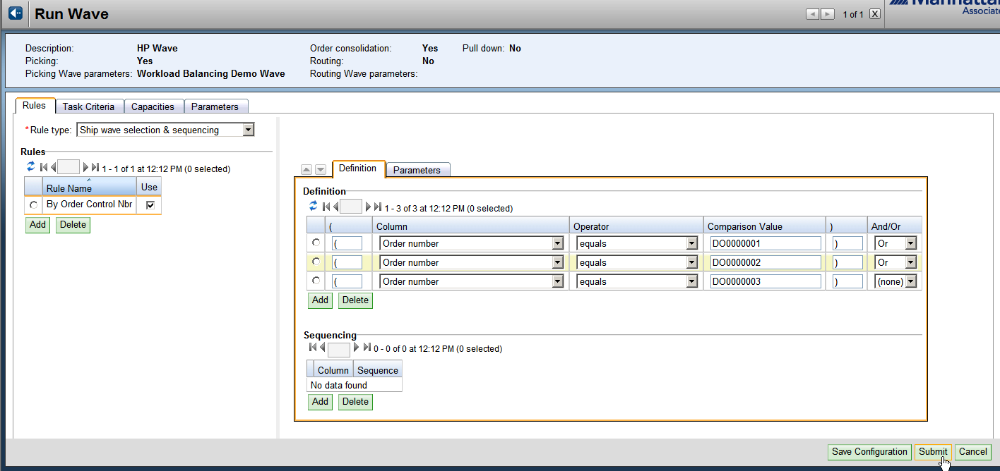 Run Wave
1 of 1 X
Manhattan
Associates
Description: HP Wave Order consolidation: Yes Pull down: No
Picking: Yes Routing: No
Picking Wave parameters: Workload Balancing Demo Wave Routing Wave parameters:
Rules Task Criteria Capacities Parameters
*Rule type: Ship wave selection & sequencing
Rules
1 - 1 of 1 at 12:12 PM (0 selected)
Rule Name Use
By Order Control Nbr
Add Delete
Definition Parameters
Definition
1 - 3 of 3 at 12:12 PM (0 selected)
( Column Operator Comparison Value ) And/Or
( Order number equals DO0000001 ) Or
( Order number equals DO0000002 ) Or
( Order number equals DO0000003 ) (none)
Add Delete
Sequencing
0 - 0 of 0 at 12:12 PM (0 selected)
Column Sequence
No data found
Add Delete
Save Configuration Submit Cancel